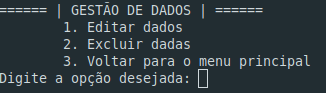 ====== | GESTÃO DE DADOS | ======
1. Editar dados
2. Excluir dadas
3. Voltar para o menu principal
Digite a opção desejada: